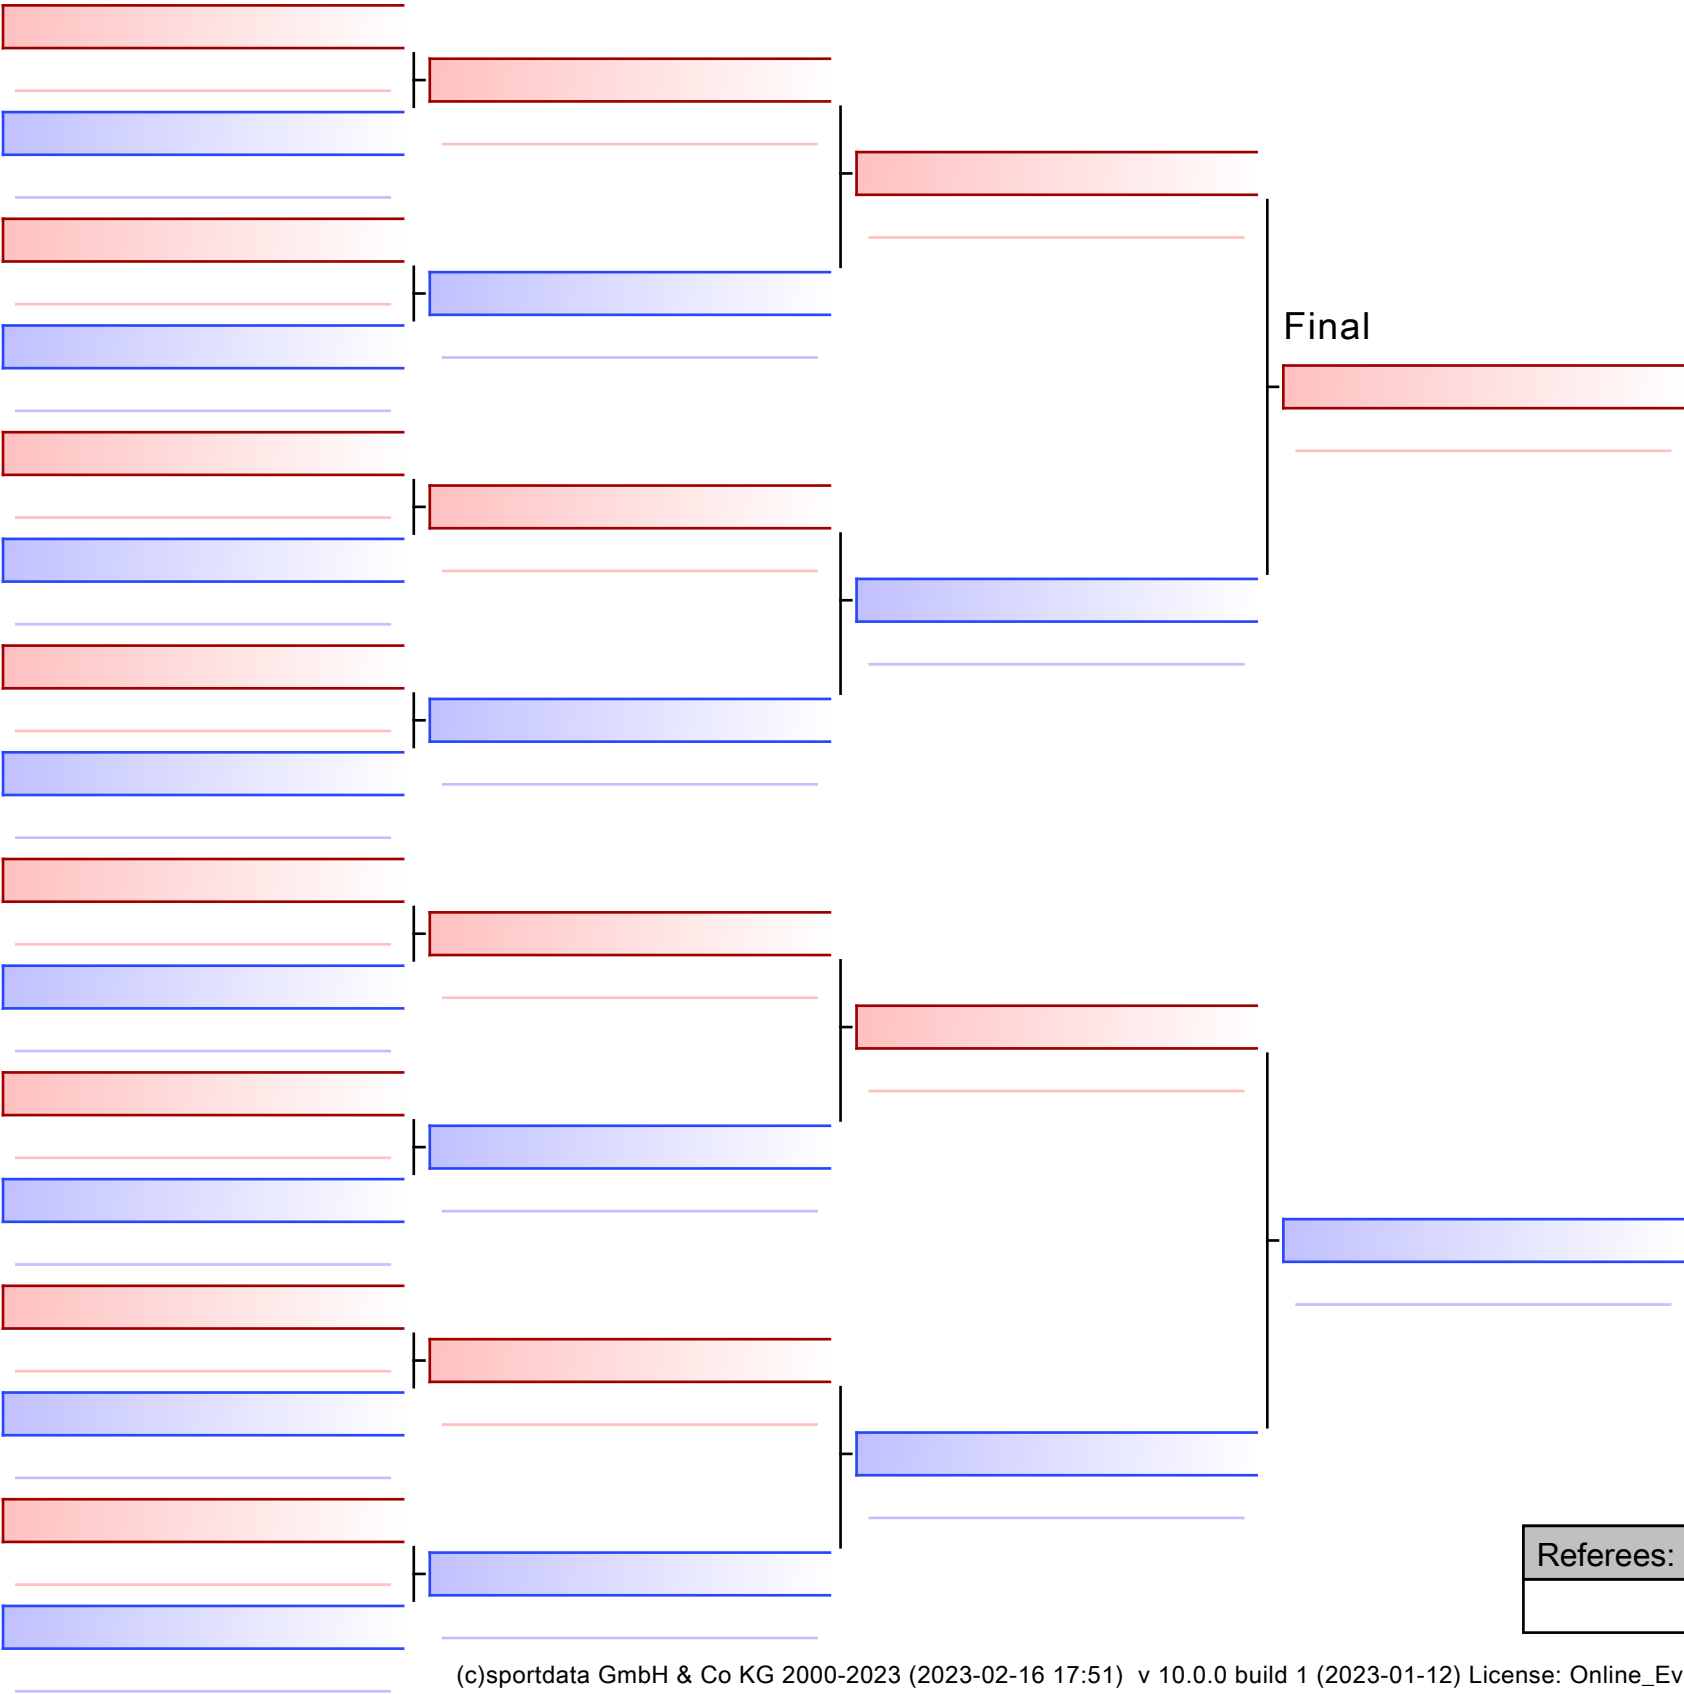 Final
Referees:
(c)sportdata GmbH & Co KG 2000-2023 (2023-02-16 17:51)  v 10.0.0 build 1 (2023-01-12) License: Online_Ev